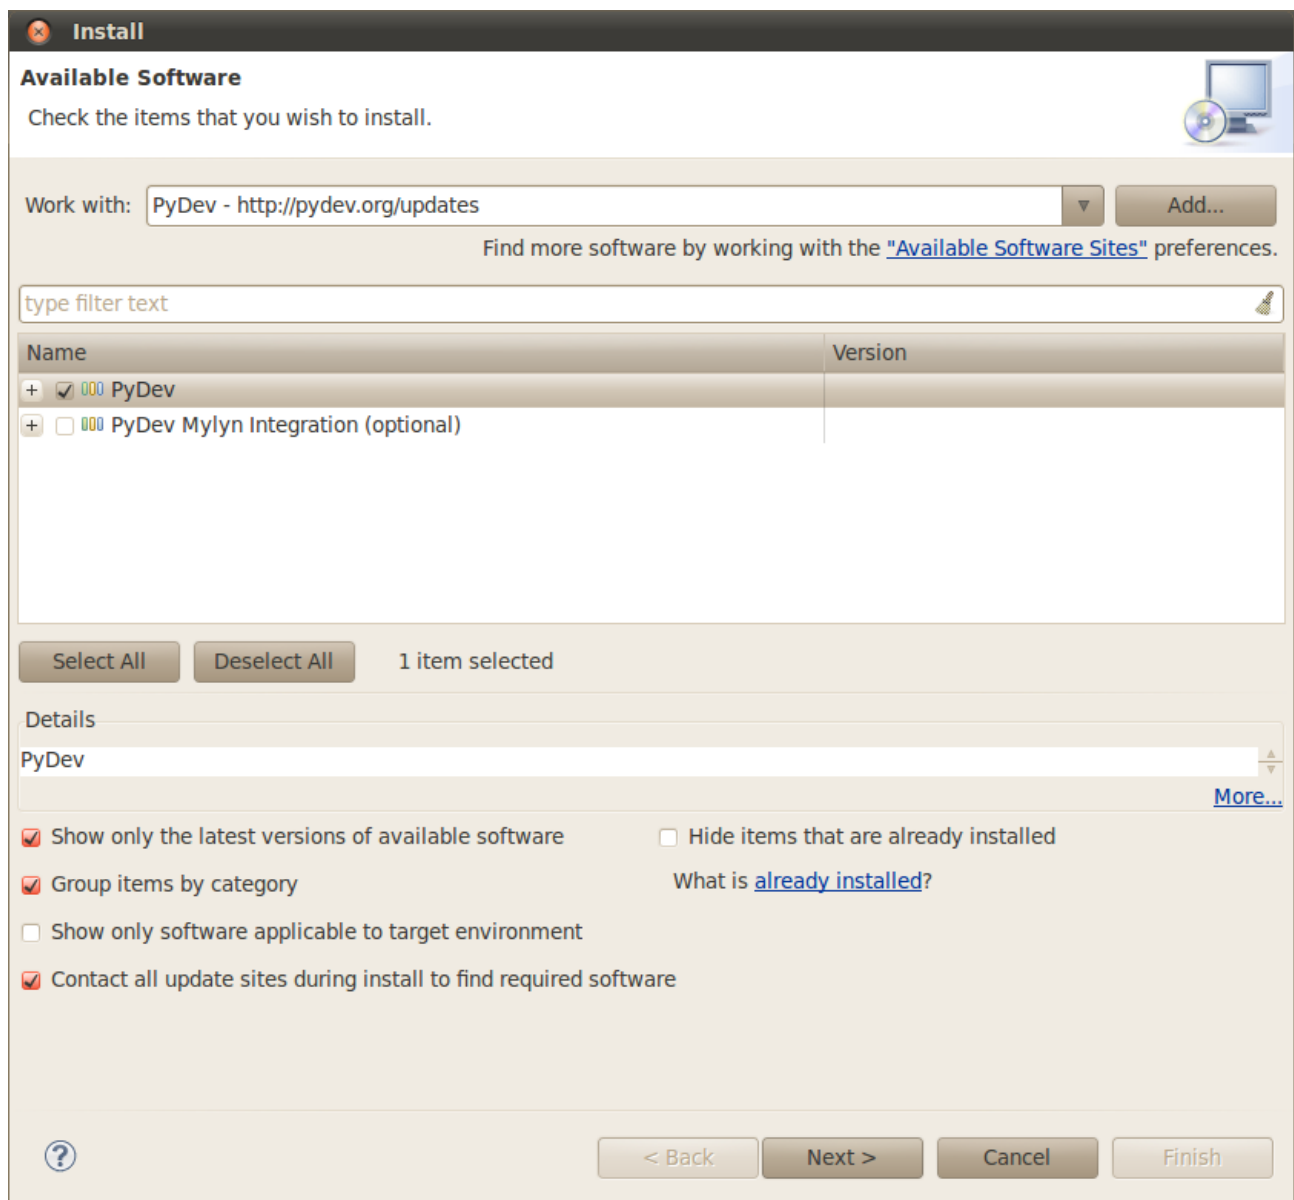 Install
Available Software
Check the items that you wish to install.
Work with: PyDev - http://pydev.org/updates Add...
Find more software by working with the "Available Software Sites" preferences.
type filter text
Name Version
PyDev
PyDev Mylyn Integration (optional)
Select All Deselect All 1 item selected
Details
PyDev
More...
Show only the latest versions of available software Hide items that are already installed
Group items by category What is already installed?
Show only software applicable to target environment
Contact all update sites during install to find required software
? < Back Next > Cancel Finish